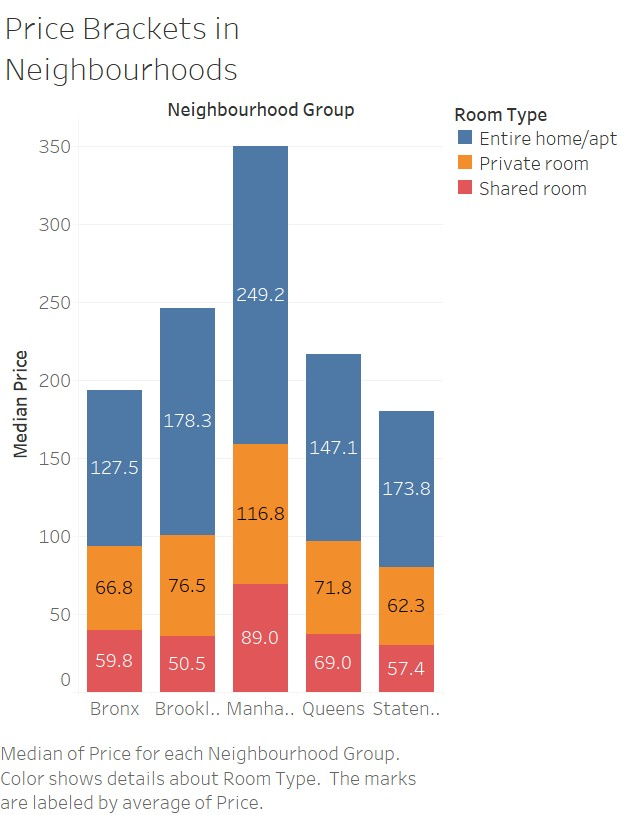 Price Brackets in
Neighbourhoods
Neighbourhood Group
Room Type
Entire home/apt
Private room
Shared room
Median Price
350
300
250
200
150
100
50
0
249.2
178.3
127.5
147.1
173.8
116.8
66.8
76.5
71.8
62.3
59.8
50.5
89.0
69.0
57.4
Bronx Brookl.. Manha.. Queens Staten..
Median of Price for each Neighbourhood Group.
Color shows details about Room Type. The marks
are labeled by average of Price.